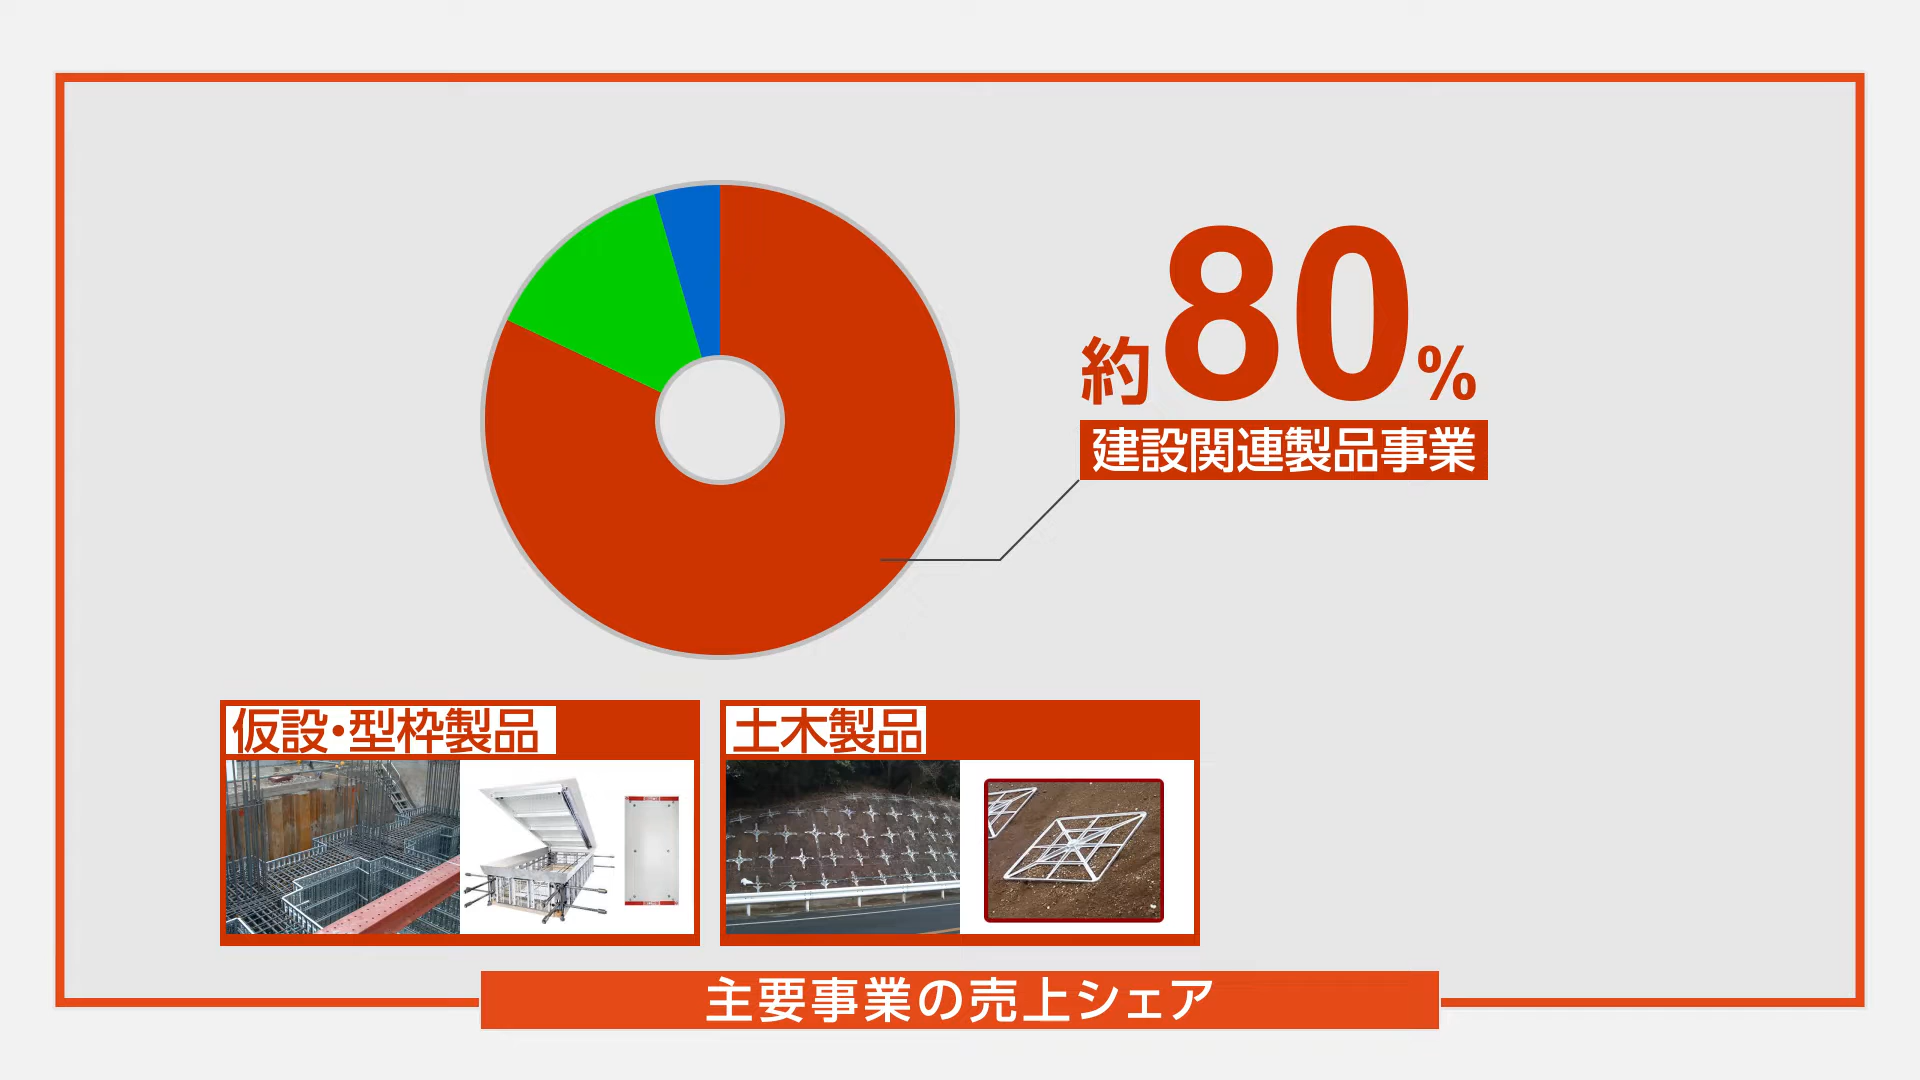 約80%
建設関連製品事業
仮設・型枠製品
土木製品
主要事業の売上シェア